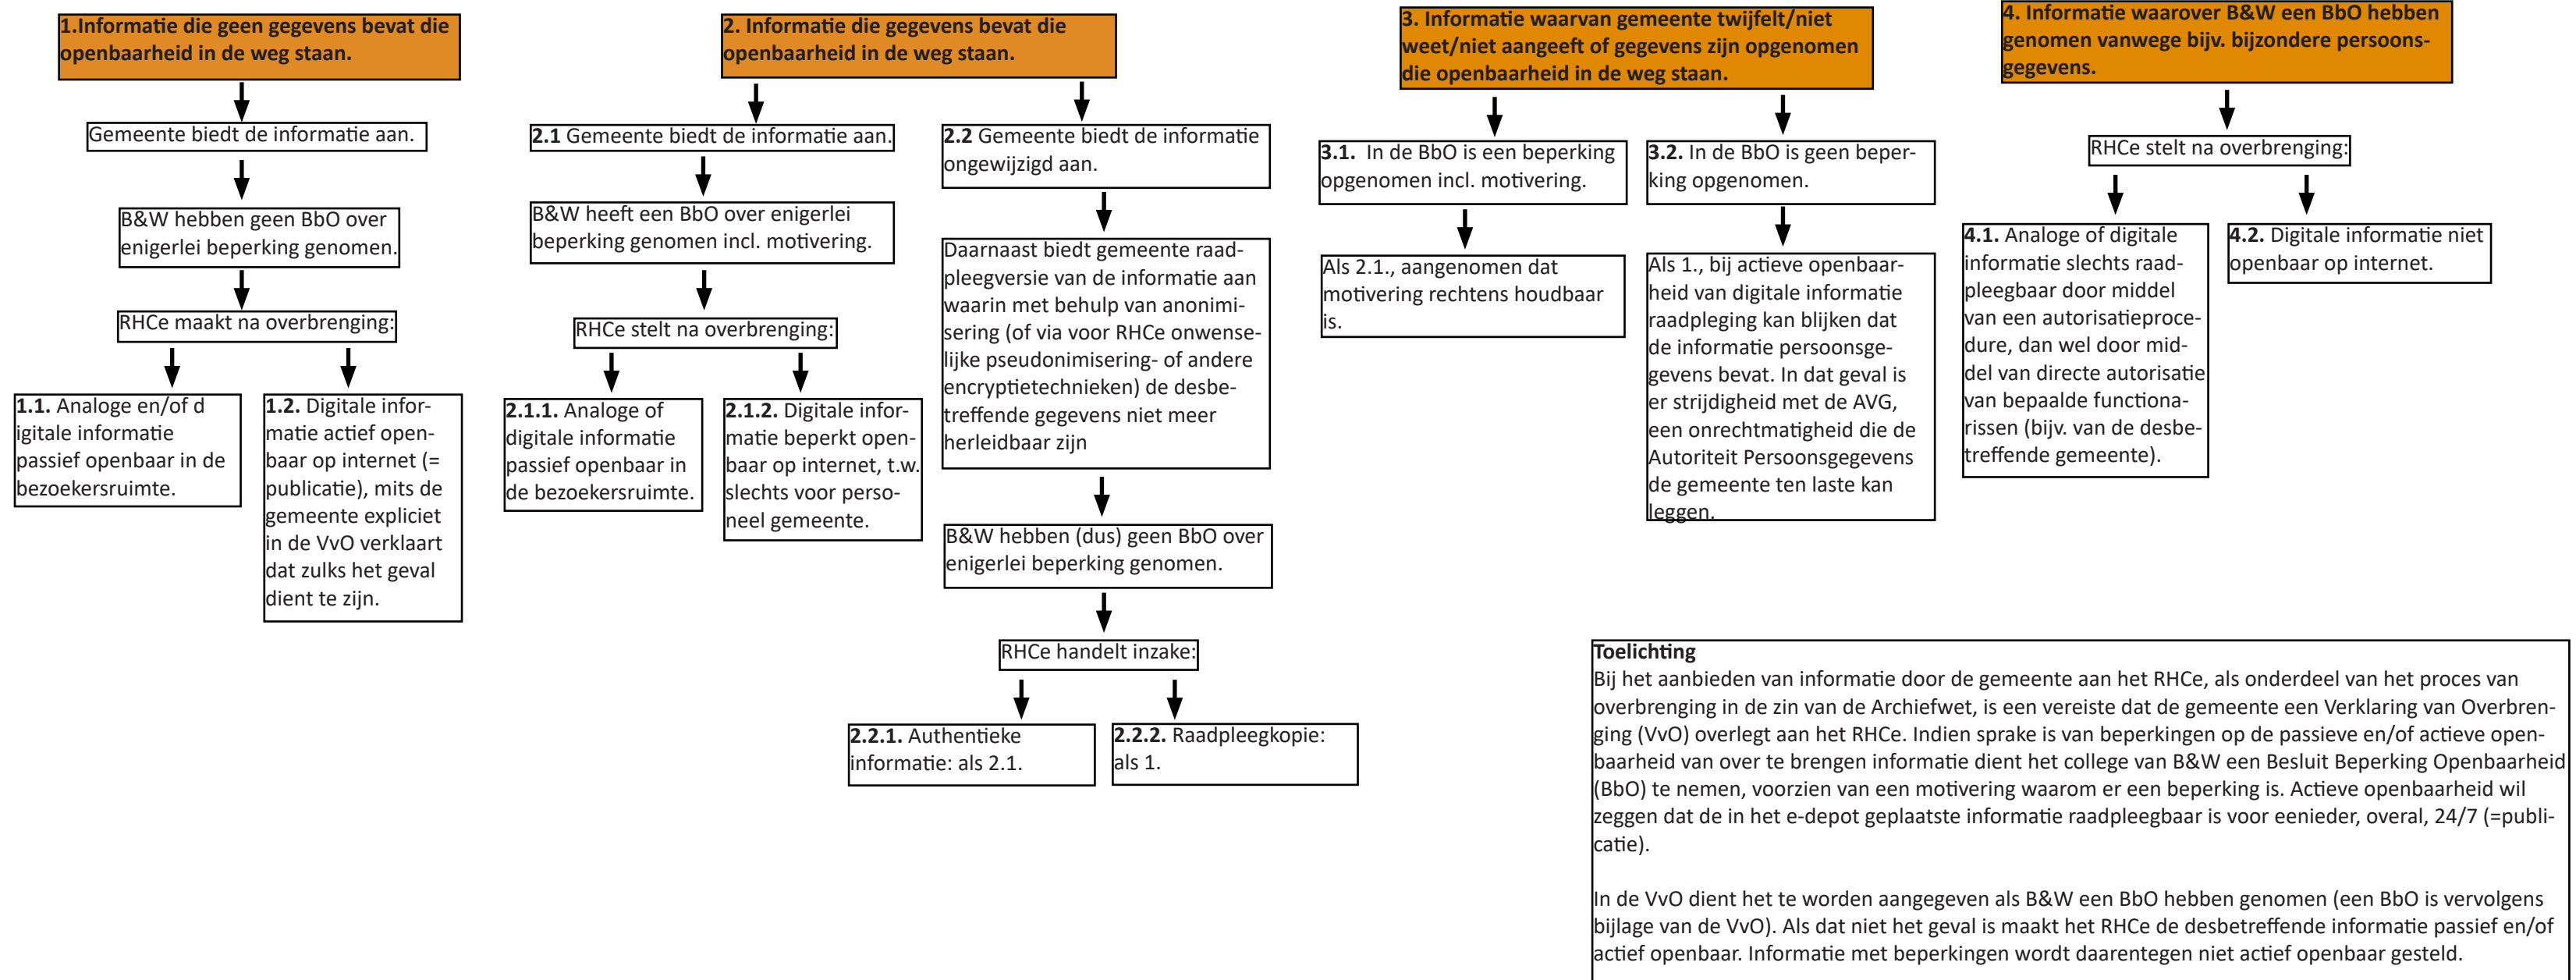 1.Informatie die geen gegevens bevat die
openbaarheid in de weg staan.
Gemeente biedt de informatie aan.
B&W hebben geen BbO over
enigerlei beperking genomen.
RHCe maakt na overbrenging:
1.1. Analoge en/of d
igitale informatie
passief openbaar in de
bezoekersruimte.
1.2. Digitale infor-
matie actief open-
baar op internet (=
publicatie), mits de
gemeente expliciet
in de VvO verklaart
dat zulks het geval
dient te zijn.
2. Informatie die gegevens bevat die
openbaarheid in de weg staan.
2.1 Gemeente biedt de informatie aan.
B&W heeft een BbO over enigerlei
beperking genomen incl. motivering.
RHCe stelt na overbrenging:
2.1.1. Analoge of
digitale informatie
passief openbaar in
de bezoekersruimte.
2.1.2. Digitale infor-
matie beperkt open-
baar op internet, t.w.
slechts voor perso-
neel gemeente.
2.2 Gemeente biedt de informatie
ongewijzigd aan.
Daarnaast biedt gemeente raad-
pleegversie van de informatie aan
waarin met behulp van anonimi-
sering (of via voor RHCe onwense-
lijke pseudonimisering- of andere
encryptietechnieken) de desbe-
treffende gegevens niet meer
herleidbaar zijn
B&W hebben (dus) geen BbO over
enigerlei beperking genomen.
RHCe handelt inzake:
2.2.1. Authentieke
informatie: als 2.1.
2.2.2. Raadpleegkopie:
als 1.
3. Informatie waarvan gemeente twijfelt/niet
weet/niet aangeeft of gegevens zijn opgenomen
die openbaarheid in de weg staan.
3.1. In de BbO is een beperking
opgenomen incl. motivering.
Als 2.1., aangenomen dat
motivering rechtens houdbaar
is.
3.2. In de BbO is geen beper-
king opgenomen.
Als 1., bij actieve openbaar-
heid van digitale informatie
raadpleging kan blijken dat
de informatie persoonsge-
gevens bevat. In dat geval is
er strijdigheid met de AVG,
een onrechtmatigheid die de
Autoriteit Persoonsgegevens
de gemeente ten laste kan
leggen.
4. Informatie waarover B&W een BbO hebben
genomen vanwege bijv. bijzondere persoons-
gegevens.
RHCe stelt na overbrenging:
4.1. Analoge of digitale
informatie slechts raad-
pleegbaar door middel
van een autorisatieproce-
dure, dan wel door mid-
del van directe autorisatie
van bepaalde functiona-
rissen (bijv. van de desbe-
treffende gemeente).
4.2. Digitale informatie niet
openbaar op internet.
Toelichting
Bij het aanbieden van informatie door de gemeente aan het RHCe, als onderdeel van het proces van
overbrenging in de zin van de Archiefwet, is een vereiste dat de gemeente een Verklaring van Overbren-
ging (VvO) overlegt aan het RHCe. Indien sprake is van beperkingen op de passieve en/of actieve open-
baarheid van over te brengen informatie dient het college van B&W een Besluit Beperking Openbaarheid
(BbO) te nemen, voorzien van een motivering waarom er een beperking is. Actieve openbaarheid wil
zeggen dat de in het e-depot geplaatste informatie raadpleegbaar is voor eenieder, overal, 24/7 (=publi-
catie).
In de VvO dient het te worden aangegeven als B&W een BbO hebben genomen (een BbO is vervolgens
bijlage van de VvO). Als dat niet het geval is maakt het RHCe de desbetreffende informatie passief en/of
actief openbaar. Informatie met beperkingen wordt daarentegen niet actief openbaar gesteld.